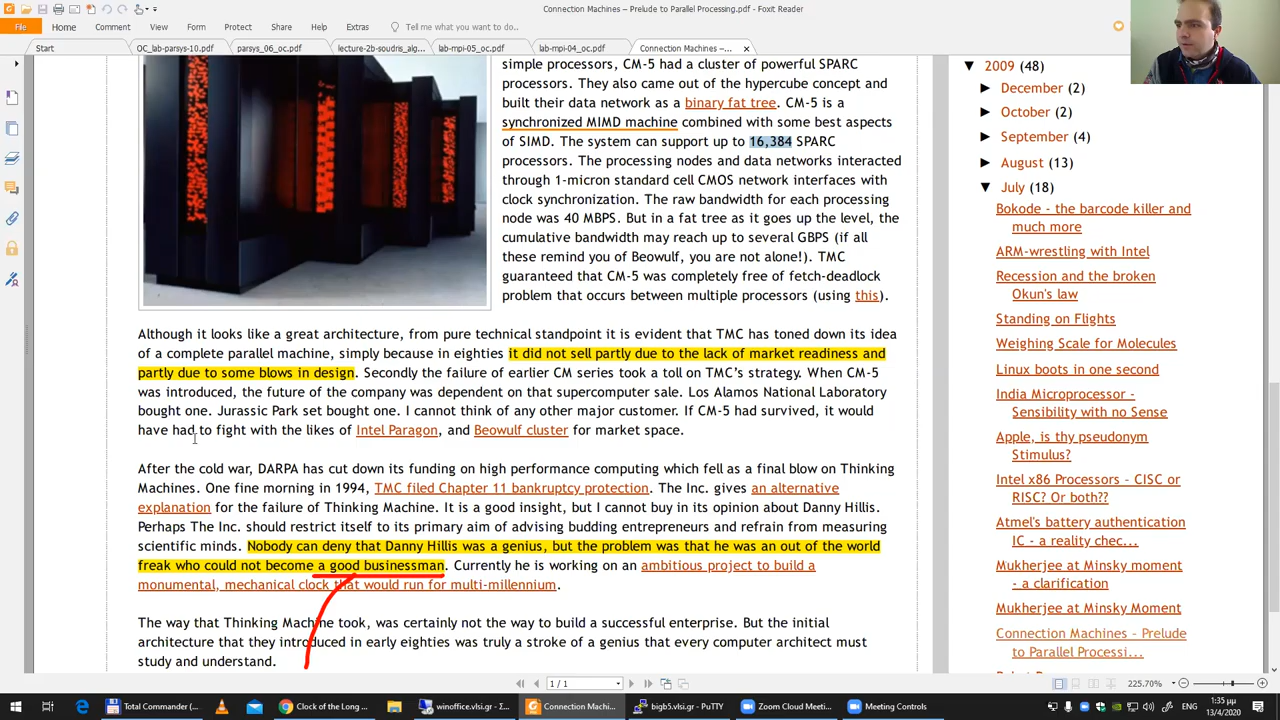 Connection Machines – Prelude to Parallel Processing.pdf - Foxit Reader
File
Home
Comment
View
Form
Protect
Share
Help
Extras
Tell me what you want to do...
Start
OC_lab-parsys-10.pdf
parsys_06_oc.pdf
lecture-2b-soudris_alg...
lab-mpi-05_oc.pdf
lab-mpi-04_oc.pdf
Connection Machines –...
simple processors, CM-5 had a cluster of powerful SPARC
processors. They also came out of the hypercube concept and
built their data network as a binary fat tree. CM-5 is a
synchronized MIMD machine combined with some best aspects
of SIMD. The system can support up to 16,384 SPARC
processors. The processing nodes and data networks interacted
through 1-micron standard cell CMOS network interfaces with
clock synchronization. The raw bandwidth for each processing
node was 40 MBPS. But in a fat tree as it goes up the level, the
cumulative bandwidth may reach up to several GBPS (if all
these remind you of Beowulf, you are not alone!). TMC
guaranteed that CM-5 was completely free of fetch-deadlock
problem that occurs between multiple processors (using this).
Although it looks like a great architecture, from pure technical standpoint it is evident that TMC has toned down its idea
of a complete parallel machine, simply because in eighties it did not sell partly due to the lack of market readiness and
partly due to some blows in design. Secondly the failure of earlier CM series took a toll on TMC's strategy. When CM-5
was introduced, the future of the company was dependent on that supercomputer sale. Los Alamos National Laboratory
bought one. Jurassic Park set bought one. I cannot think of any other major customer. If CM-5 had survived, it would
have had to fight with the likes of Intel Paragon, and Beowulf cluster for market space.
After the cold war, DARPA has cut down its funding on high performance computing which fell as a final blow on Thinking
Machines. One fine morning in 1994, TMC filed Chapter 11 bankruptcy protection. The Inc. gives an alternative
explanation for the failure of Thinking Machine. It is a good insight, but I cannot buy in its opinion about Danny Hillis.
Perhaps The Inc. should restrict itself to its primary aim of advising budding entrepreneurs and refrain from measuring
scientific minds. Nobody can deny that Danny Hillis was a genius, but the problem was that he was an out of the world
freak who could not become a good businessman. Currently he is working on an ambitious project to build a
monumental, mechanical clock that would run for multi-millennium.
The way that Thinking Machine took, was certainly not the way to build a successful enterprise. But the initial
architecture that they introduced in early eighties was truly a stroke of a genius that every computer architect must
study and understand.
2009 (48)
December (2)
October (2)
September (4)
August (13)
July (18)
Bokode - the barcode killer and
much more
ARM-wrestling with Intel
Recession and the broken
Okun's law
Standing on Flights
Weighing Scale for Molecules
Linux boots in one second
India Microprocessor -
Sensibility with no Sense
Apple, is thy pseudonym
Stimulus?
Intel x86 Processors – CISC or
RISC? Or both??
Atmel's battery authentication
IC - a reality chec...
Mukherjee at Minsky moment
- a clarification
Mukherjee at Minsky Moment
Connection Machines - Prelude
to Parallel Processi...
1 / 1
225.70%
Total Commander (...
Clock of the Long ...
winoffice.vlsi.gr - Σ...
Connection Machi...
bigb5.vlsi.gr - PuTTY
Zoom Cloud Meeti...
Meeting Controls
1:35 μμ
13/4/2020